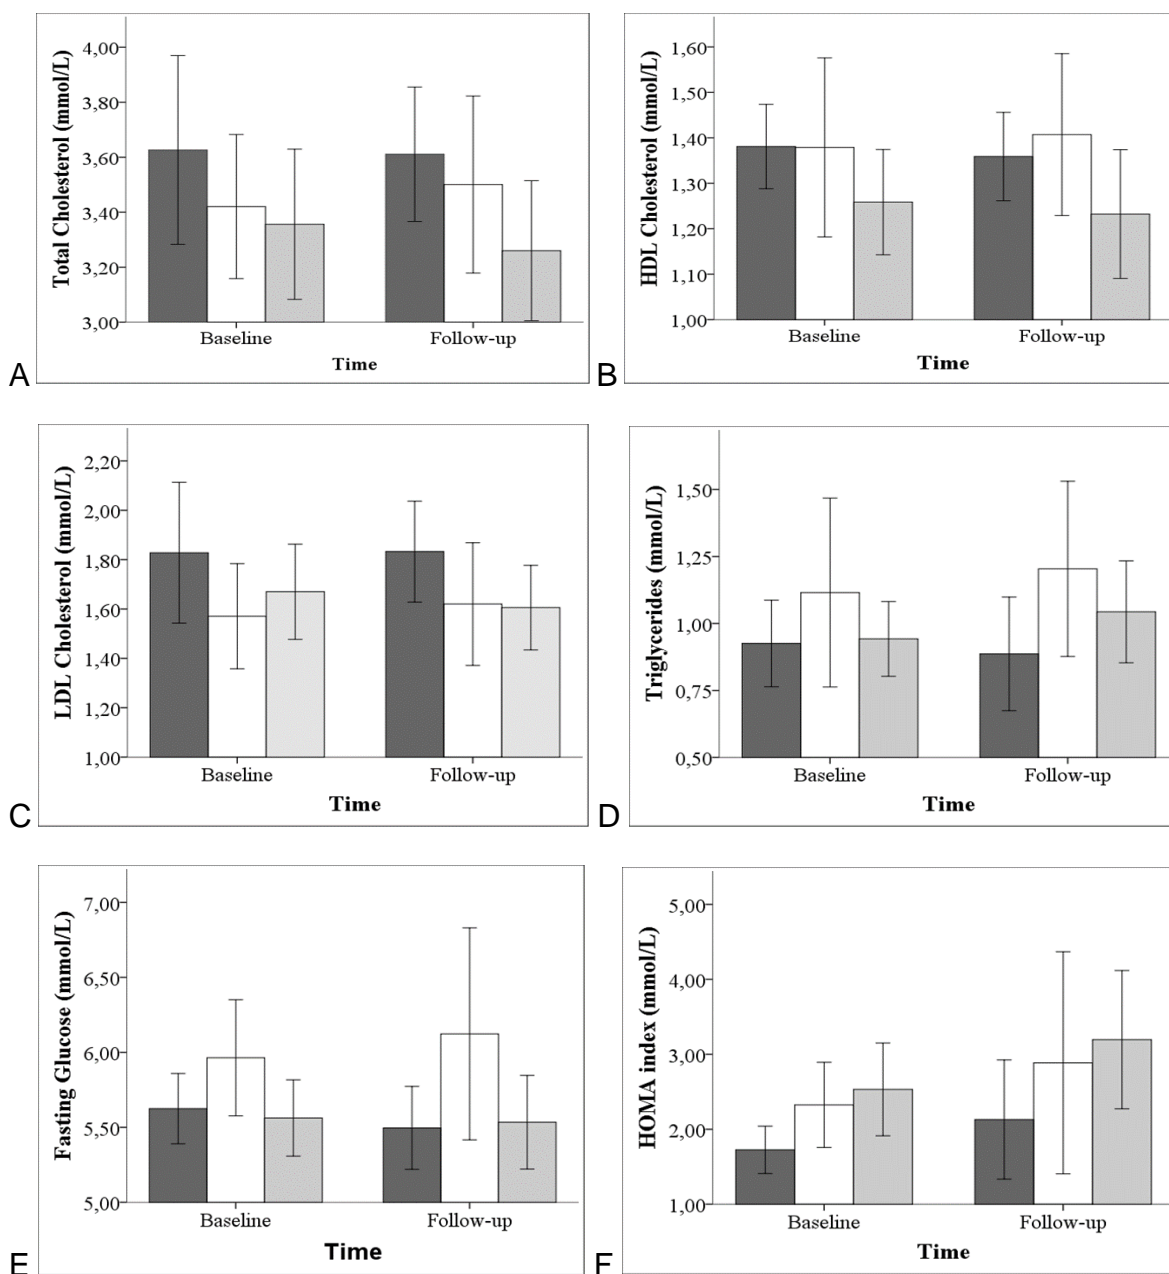 Total Cholesterol (mmol/L)
4,00
3,80
3,60
3,40
3,20
3,00
Baseline
Follow-up
Time
A
HDL Cholesterol (mmol/L)
1,60
1,50
1,40
1,30
1,20
1,10
1,00
Baseline
Follow-up
Time
B
LDL Cholesterol (mmol/L)
2,20
2,00
1,80
1,60
1,40
1,20
1,00
Baseline
Follow-up
Time
C
Triglycerides (mmol/L)
1,50
1,25
1,00
0,75
0,50
Baseline
Follow-up
Time
D
Fasting Glucose (mmol/L)
7,00
6,50
6,00
5,50
5,00
Baseline
Follow-up
Time
E
HOMA index (mmol/L)
5,00
4,00
3,00
2,00
1,00
Baseline
Follow-up
Time
F